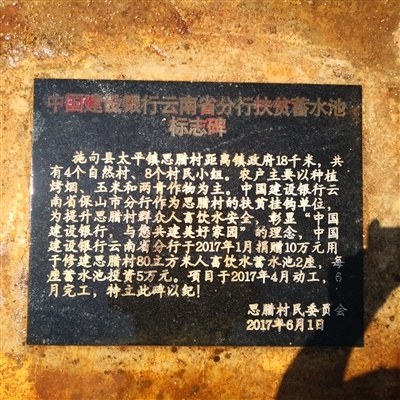 中国建设银行云南省分行扶贫蓄水池
标志碑
施甸县太平镇思腊村距离镇政府18千米，共
有4个自然村、8个村民小组。农户主要以种植
烤烟、玉米和两青作物为主。中国建设银行云
南省保山市分行作为思腊村的扶贫挂钩单位，
为提升思腊村群众人畜饮水安全，彰显“中国
建设银行，与您共建美好家园”的理念，中国
建设银行云南省分行于2017年1月捐赠10万元用
于修建思腊村80立方米人畜饮水蓄水池2座，每
座蓄水池投资5万元。项目于2017年4月动工，6
月完工，特立此碑以纪！
思腊村民委员会
2017年6月1日